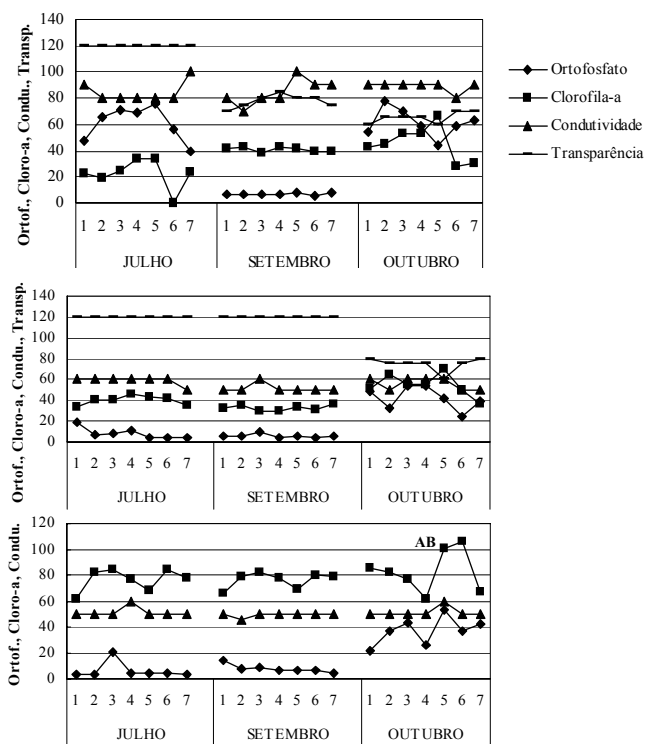 Ortof., Cloro-a, Condu., Transp.
140
120
100
80
60
40
20
0
1 2 3 4 5 6 7 1 2 3 4 5 6 7 1 2 3 4 5 6 7
JULHO SETEMBRO OUTUBRO
Ortofosfato
Clorofila-a
Condutividade
Transparência
Ortof., Cloro-a, Condu., Transp.
140
120
100
80
60
40
20
0
1 2 3 4 5 6 7 1 2 3 4 5 6 7 1 2 3 4 5 6 7
JULHO SETEMBRO OUTUBRO
Ortof., Cloro-a, Condu.
120
100
80
60
40
20
0
AB
1 2 3 4 5 6 7 1 2 3 4 5 6 7 1 2 3 4 5 6 7
JULHO SETEMBRO OUTUBRO